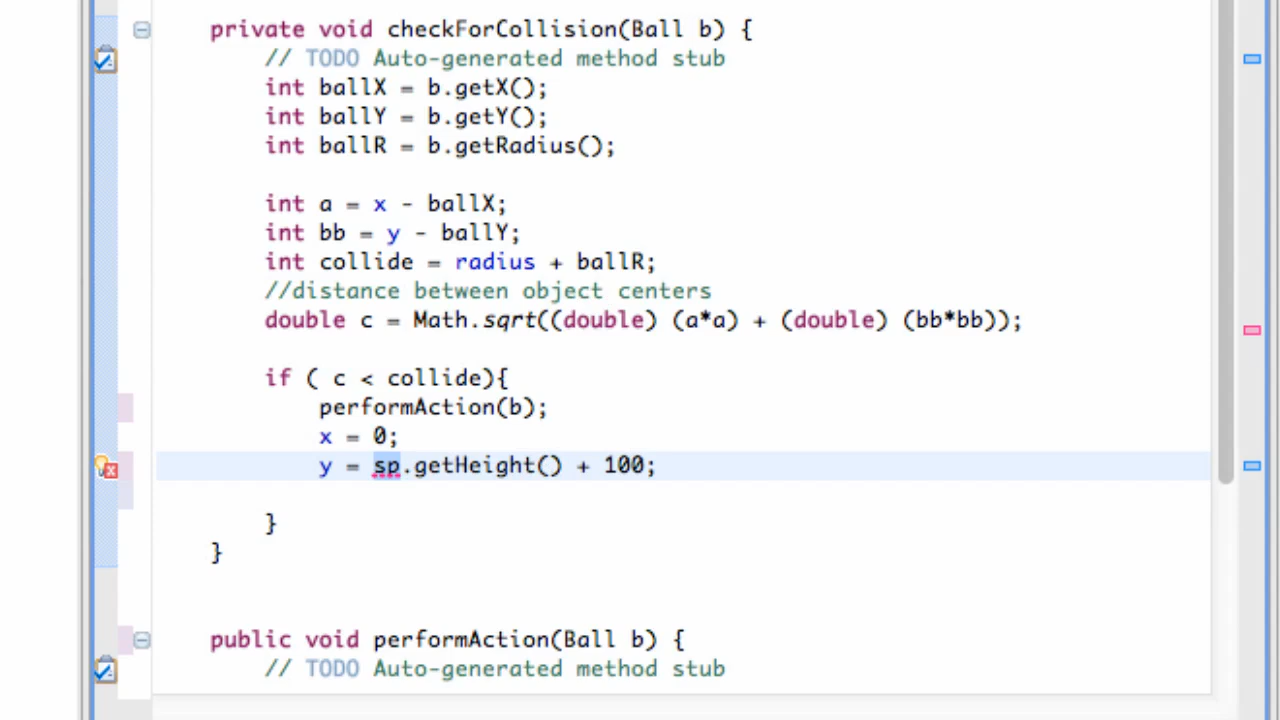 private void checkForCollision(Ball b) {
// TODO Auto-generated method stub
int ballX = b.getX();
int ballY = b.getY();
int ballR = b.getRadius();
int a = x - ballX;
int bb = y - ballY;
int collide = radius + ballR;
//distance between object centers
double c = Math.sqrt((double) (a*a) + (double) (bb*bb));
if ( c < collide){
performAction(b);
x = 0;
y = sp.getHeight() + 100;
}
}
public void performAction(Ball b) {
// TODO Auto-generated method stub